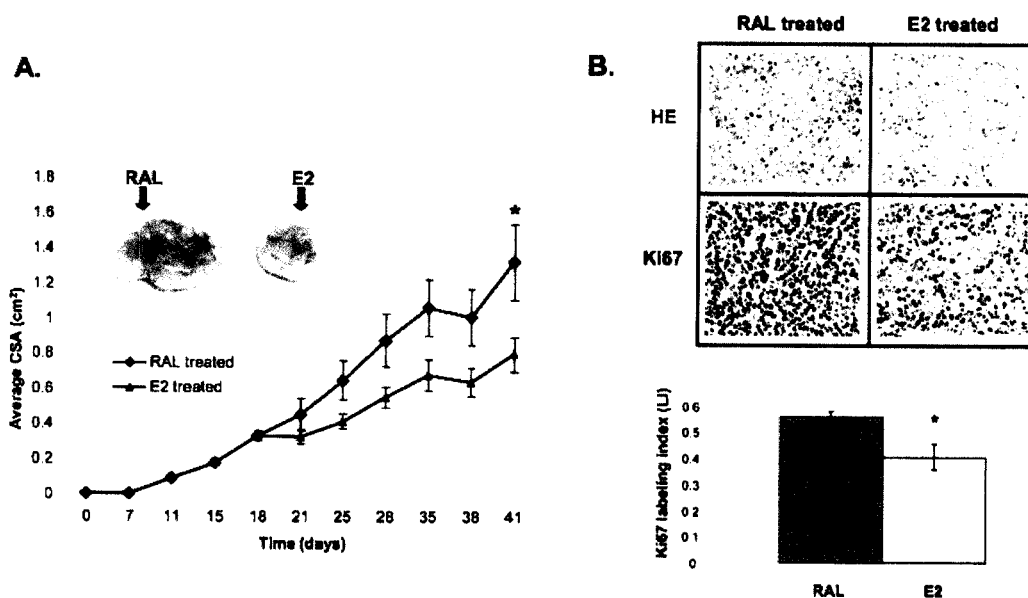 A.
RAL
E2
Average CSA (cm²)
1.8
1.6
1.4
1.2
1
0.8
0.6
0.4
0.2
0
RAL treated
E2 treated
*
0 7 11 15 18 21 25 28 35 38 41
Time (days)
B.
RAL treated E2 treated
HE
Ki67
Ki67 labeling index (LI)
0 6
0 5
0 4
0 3
0 2
0 1
0
*
RAL E2